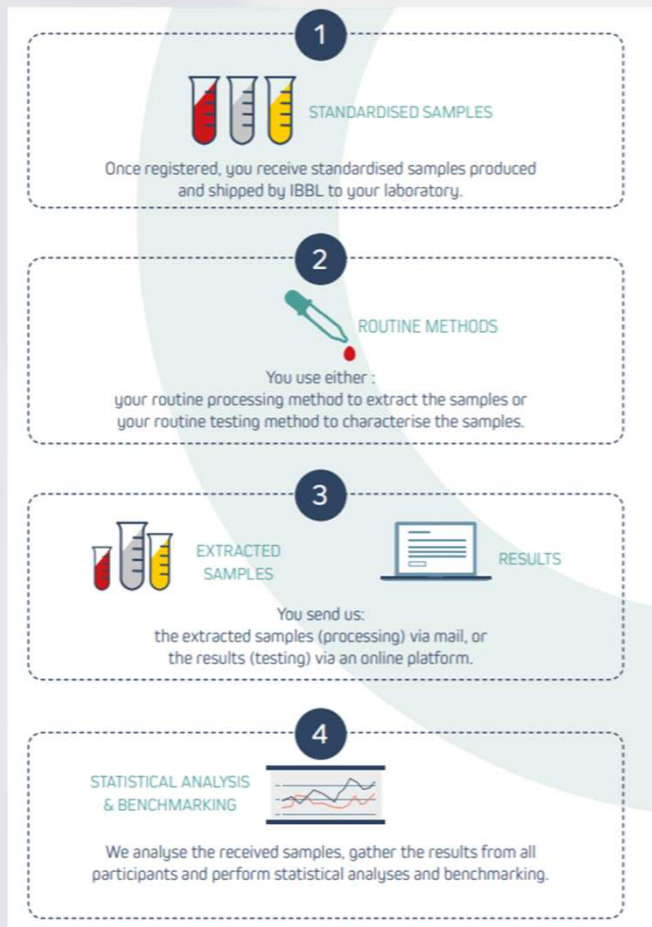 1
STANDARDISED SAMPLES
Once registered, you receive standardised samples produced
and shipped by IBBL to your laboratory.
2
ROUTINE METHODS
You use either :
your routine processing method to extract the samples or
your routine testing method to characterise the samples.
3
EXTRACTED
SAMPLES
RESULTS
You send us:
the extracted samples (processing) via mail, or
the results (testing) via an online platform.
4
STATISTICAL ANALYSIS
& BENCHMARKING
We analyse the received samples, gather the results from all
participants and perform statistical analyses and benchmarking.